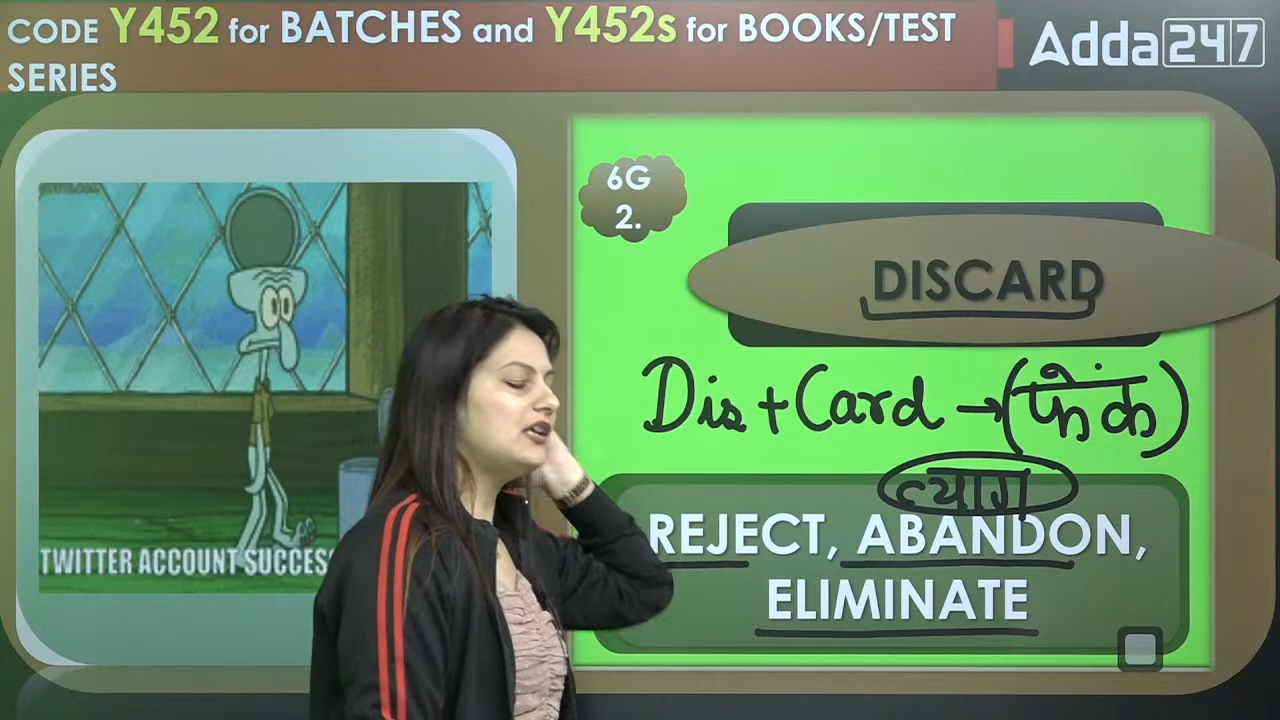 CODE Y452 for BATCHES and Y452s for BOOKS/TEST
SERIES
Adda247
6G
2.
DISCARD
Dis + Card → (फेंक)
त्याग
REJECT, ABANDON,
ELIMINATE
TWITTER ACCOUNT SUCCES